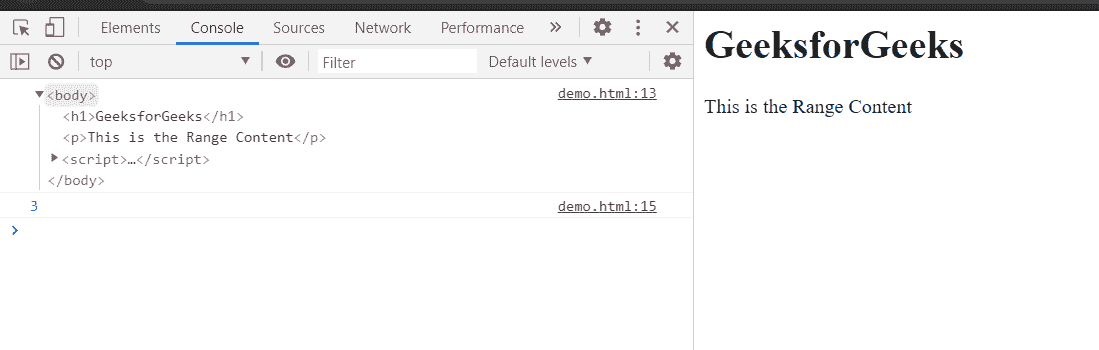 Elements Console Sources Network Performance »
top Filter Default levels
<body> demo.html:13
<h1>GeeksforGeeks</h1>
<p>This is the Range Content</p>
<script>…</script>
</body>
3 demo.html:15
GeeksforGeeks
This is the Range Content